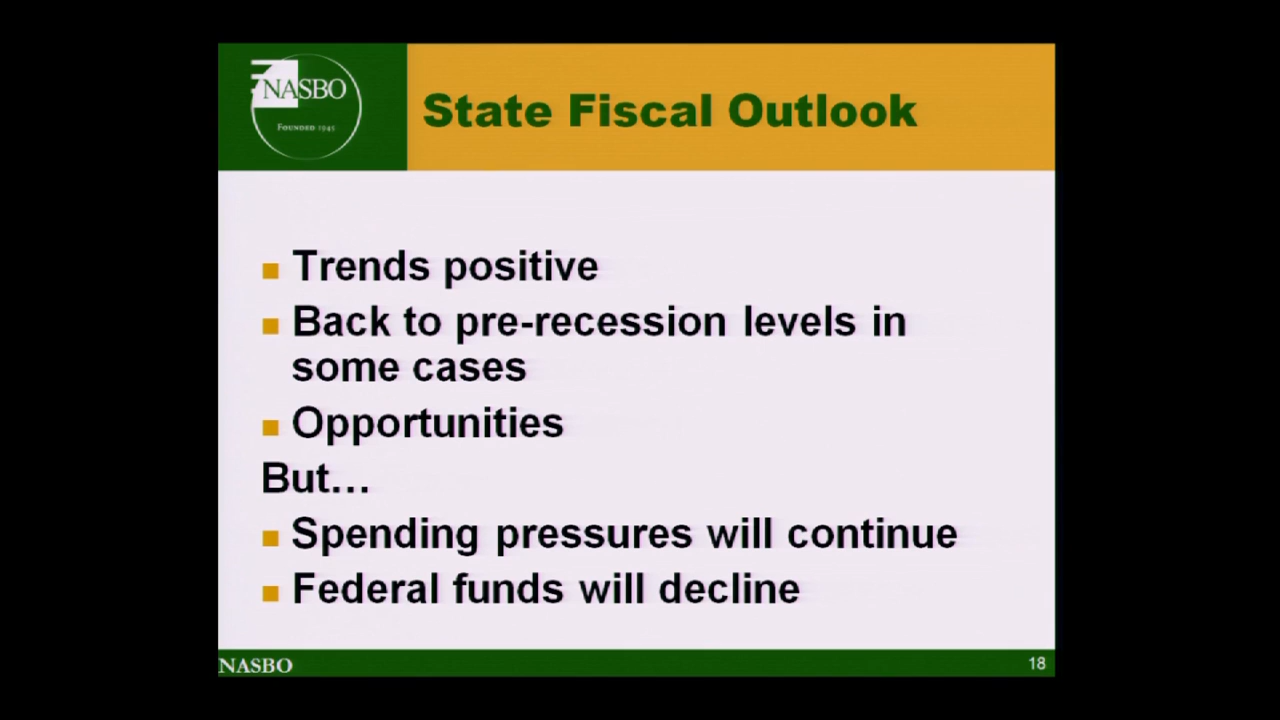 NASBO
FOUNDED 1945
State Fiscal Outlook
Trends positive
Back to pre-recession levels in
some cases
Opportunities
But…
Spending pressures will continue
Federal funds will decline
NASBO
18